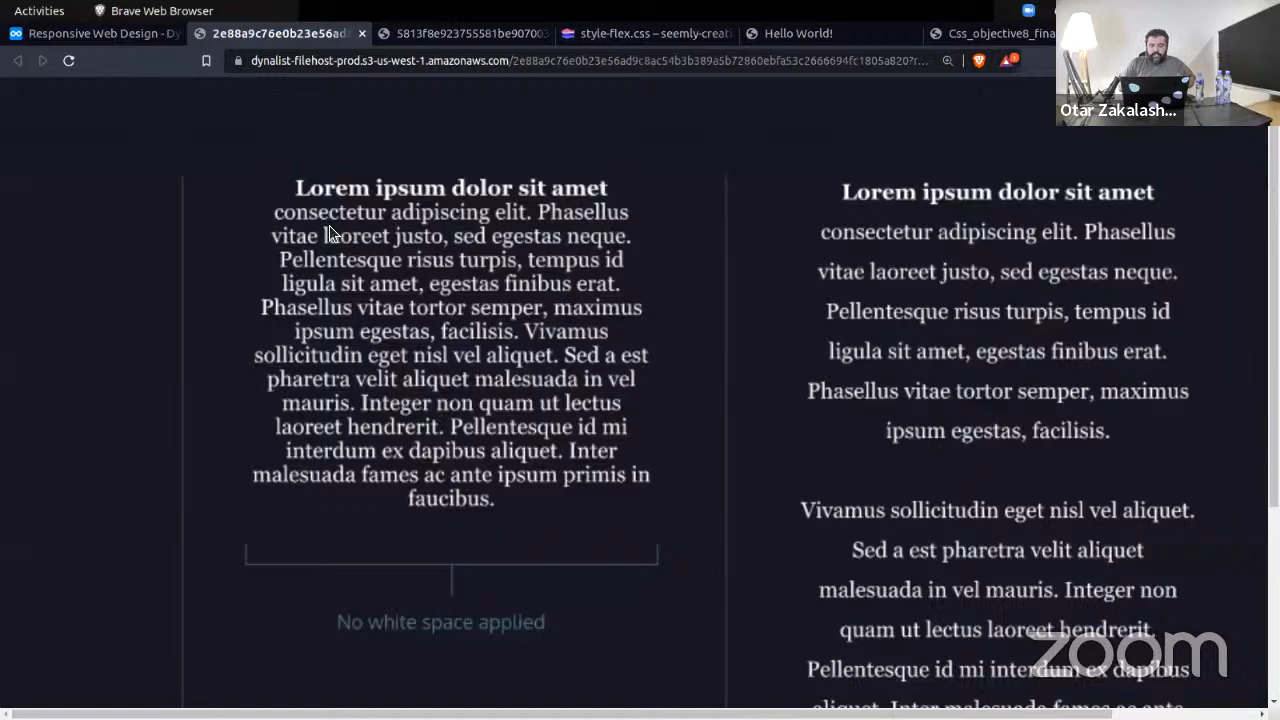 Activities
Brave Web Browser
Responsive Web Design - Dy
2e88a9c76e0b23e56ad
5813f8e923755581be907003
style-flex.css – seemly-creati
Hello World!
Css_objective8_fina
dynalist-filehost-prod.s3-us-west-1.amazonaws.com/2e88a9c76e0b23e56ad9c8ac54b3b389a5b72860ebfa53c2666694fc1805a820?r...
Otar Zakalash...
Lorem ipsum dolor sit amet
consectetur adipiscing elit. Phasellus
vitae laoreet justo, sed egestas neque.
Pellentesque risus turpis, tempus id
ligula sit amet, egestas finibus erat.
Phasellus vitae tortor semper, maximus
ipsum egestas, facilisis. Vivamus
sollicitudin eget nisl vel aliquet. Sed a est
pharetra velit aliquet malesuada in vel
mauris. Integer non quam ut lectus
laoreet hendrerit. Pellentesque id mi
interdum ex dapibus aliquet. Inter
malesuada fames ac ante ipsum primis in
faucibus.
No white space applied
Lorem ipsum dolor sit amet
consectetur adipiscing elit. Phasellus
vitae laoreet justo, sed egestas neque.
Pellentesque risus turpis, tempus id
ligula sit amet, egestas finibus erat.
Phasellus vitae tortor semper, maximus
ipsum egestas, facilisis.
Vivamus sollicitudin eget nisl vel aliquet.
Sed a est pharetra velit aliquet
malesuada in vel mauris. Integer non
quam ut lectus laoreet hendrerit.
Pellentesque id mi interdum ex dapibus
aliquet. Inter malesuada fames ac ante
zoom